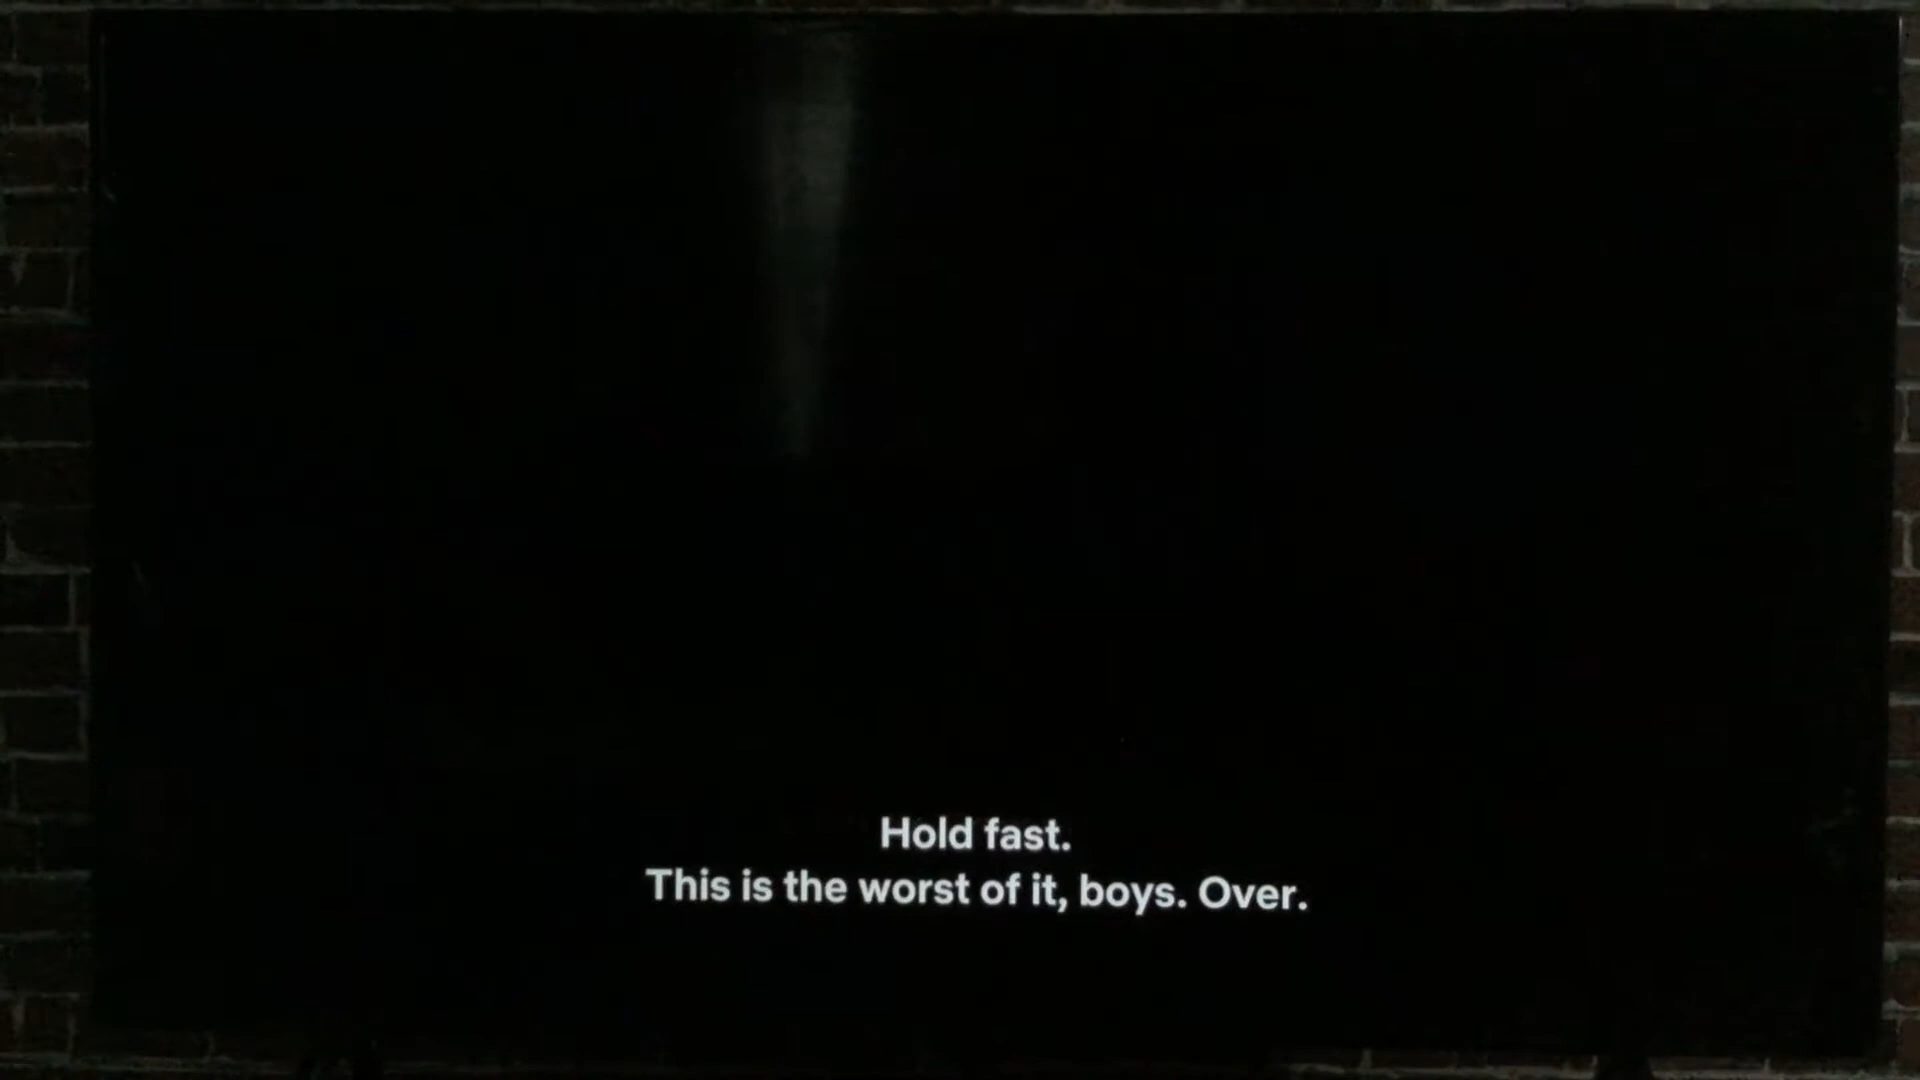 Hold fast.
This is the worst of it, boys. Over.